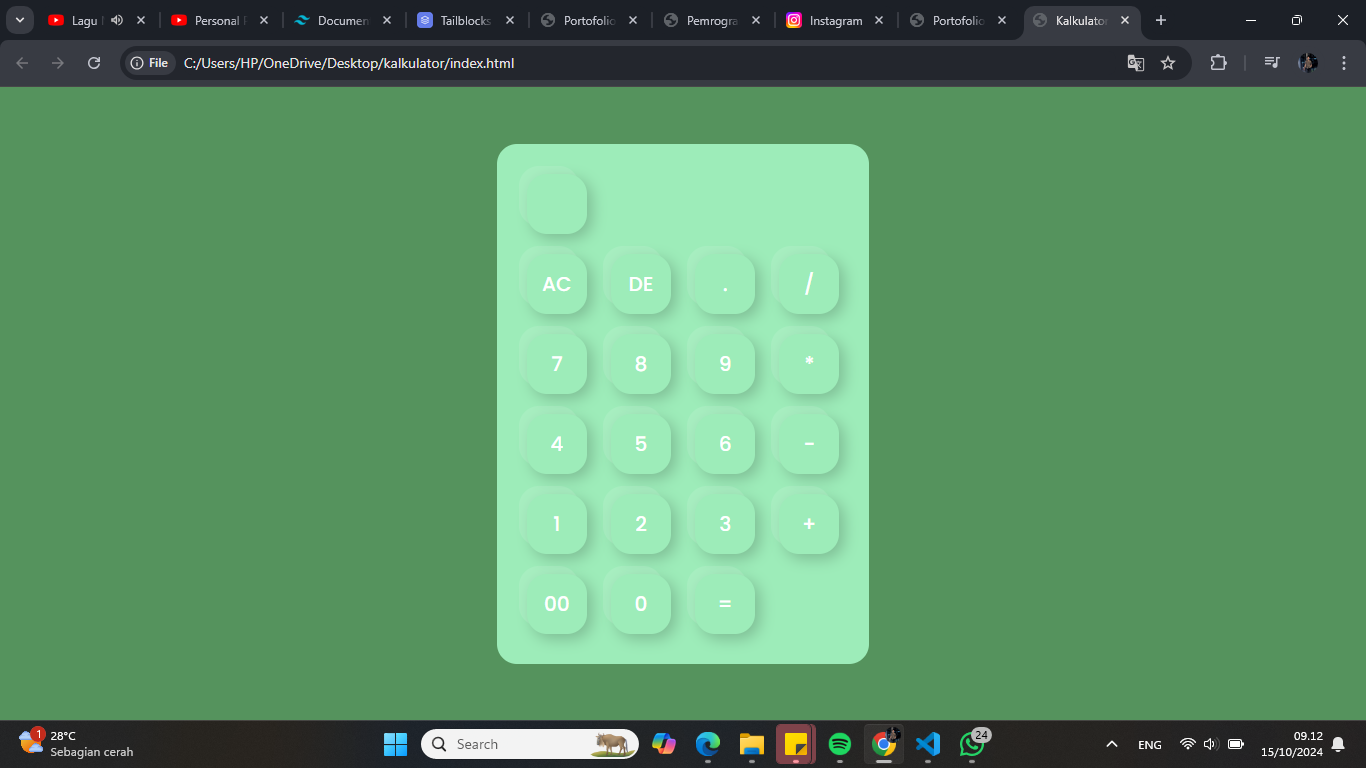 Lagu
Personal
Documen
Tailblocks
Portofolio
Pemrogra
Instagram
Portofolio
Kalkulator
File
C:/Users/HP/OneDrive/Desktop/kalkulator/index.html
AC DE . /
7 8 9 *
4 5 6 -
1 2 3 +
00 0 =
1
28°C
Sebagian cerah
Search
24
ENG
09.12
15/10/2024